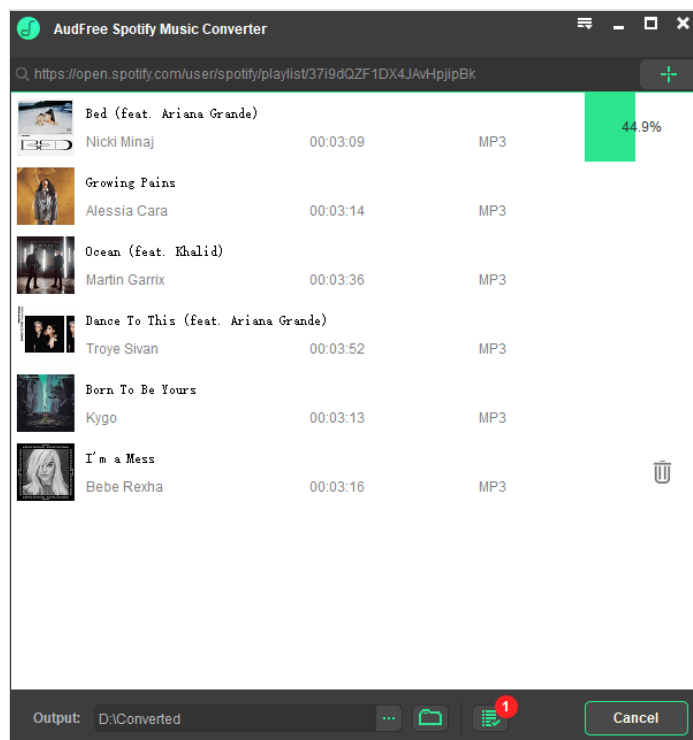 AudFree Spotify Music Converter
https://open.spotify.com/user/spotify/playlist/37i9dQZF1DX4JAvHpjipBk
Bed (feat. Ariana Grande)
Nicki Minaj 00:03:09 MP3
44.9%
BED
Growing Pains
Alessia Cara 00:03:14 MP3
Ocean (feat. Khalid)
Martin Garrix 00:03:36 MP3
Dance To This (feat. Ariana Grande)
Troye Sivan 00:03:52 MP3
Born To Be Yours
Kygo 00:03:13 MP3
I'm a Mess
Bebe Rexha 00:03:16 MP3
Output: D:\Converted ... 1 Cancel